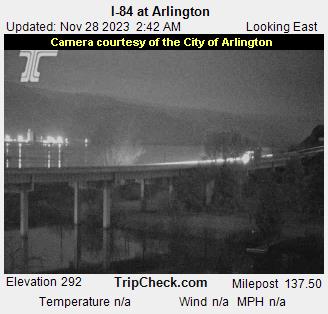 I-84 at Arlington
Updated: Nov 28 2023 2:42 AM Looking East
Camera courtesy of the City of Arlington
Elevation 292 TripCheck.com Milepost 137.50
Temperature n/a Wind n/a MPH n/a